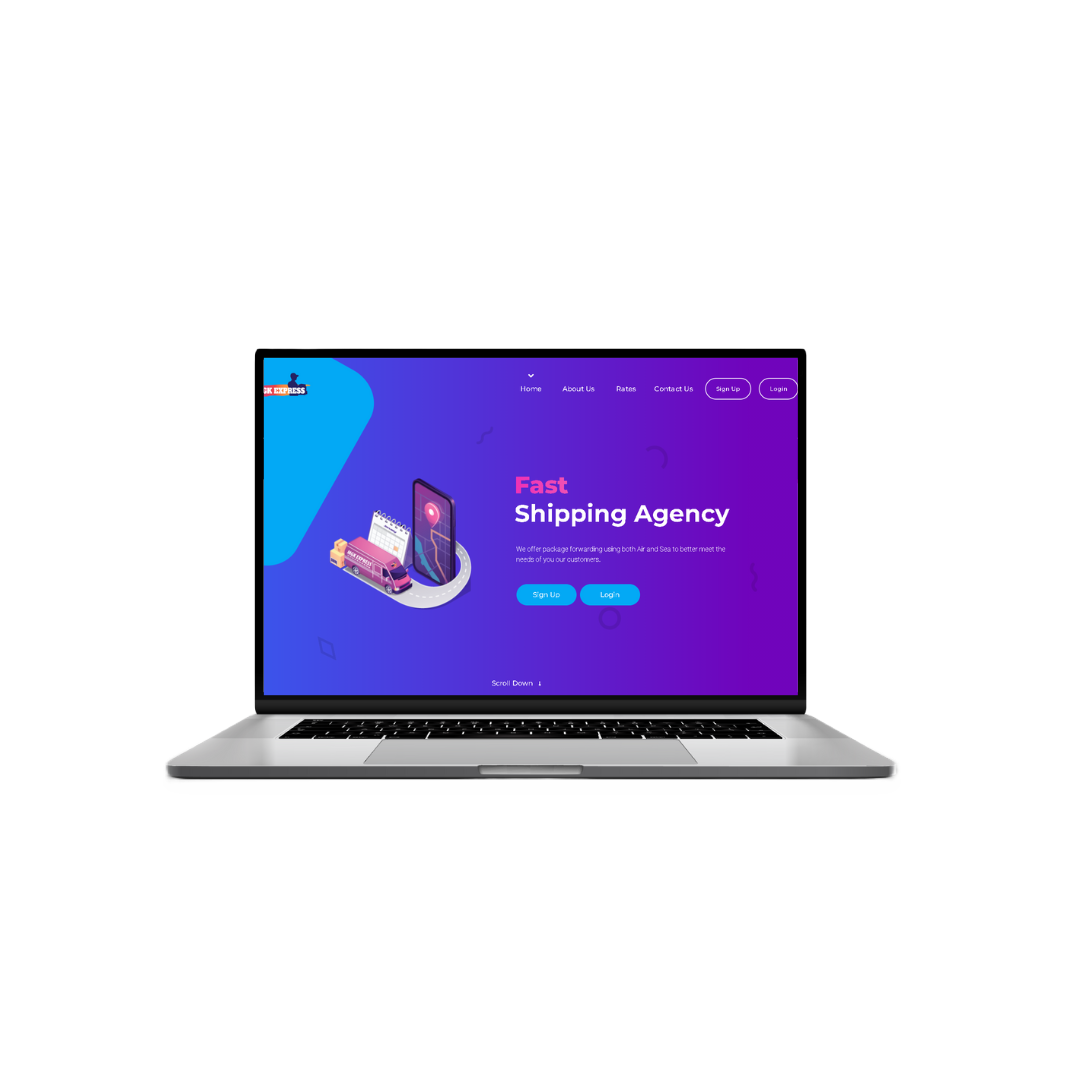 CK EXPRESS
Home About Us Rates Contact Us Sign Up Login
Fast
Shipping Agency
We offer package forwarding using both Air and Sea to better meet the
needs of you our customers.
Sign Up Login
Scroll Down ↓